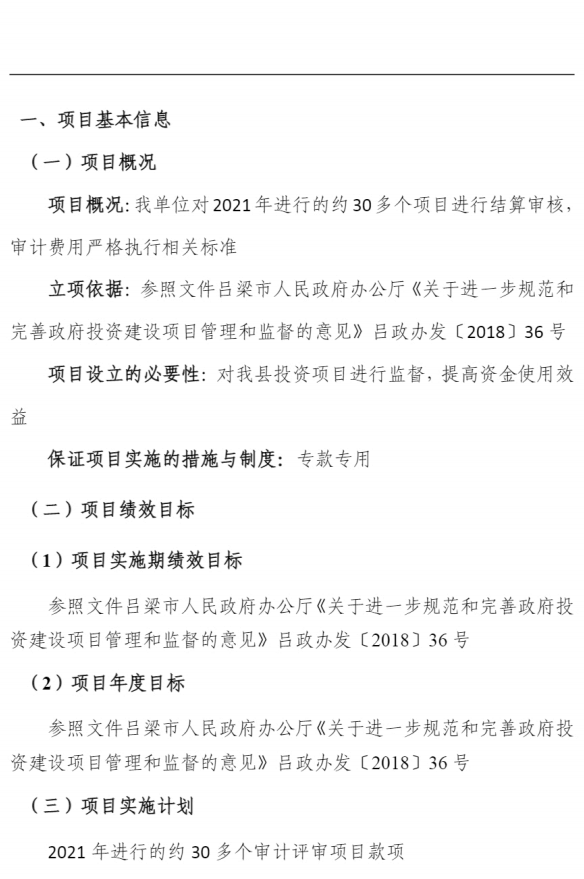 一、项目基本信息
（一）项目概况
项目概况：我单位对2021年进行的约30多个项目进行结算审核，
审计费用严格执行相关标准
立项依据：参照文件吕梁市人民政府办公厅《关于进一步规范和
完善政府投资建设项目管理和监督的意见》吕政办发〔2018〕36 号
项目设立的必要性：对我县投资项目进行监督，提高资金使用效
益
保证项目实施的措施与制度：专款专用
（二）项目绩效目标
（1）项目实施期绩效目标
参照文件吕梁市人民政府办公厅《关于进一步规范和完善政府投
资建设项目管理和监督的意见》吕政办发〔2018〕36 号
（2）项目年度目标
参照文件吕梁市人民政府办公厅《关于进一步规范和完善政府投
资建设项目管理和监督的意见》吕政办发〔2018〕36 号
（三）项目实施计划
2021 年进行的约 30 多个审计评审项目款项